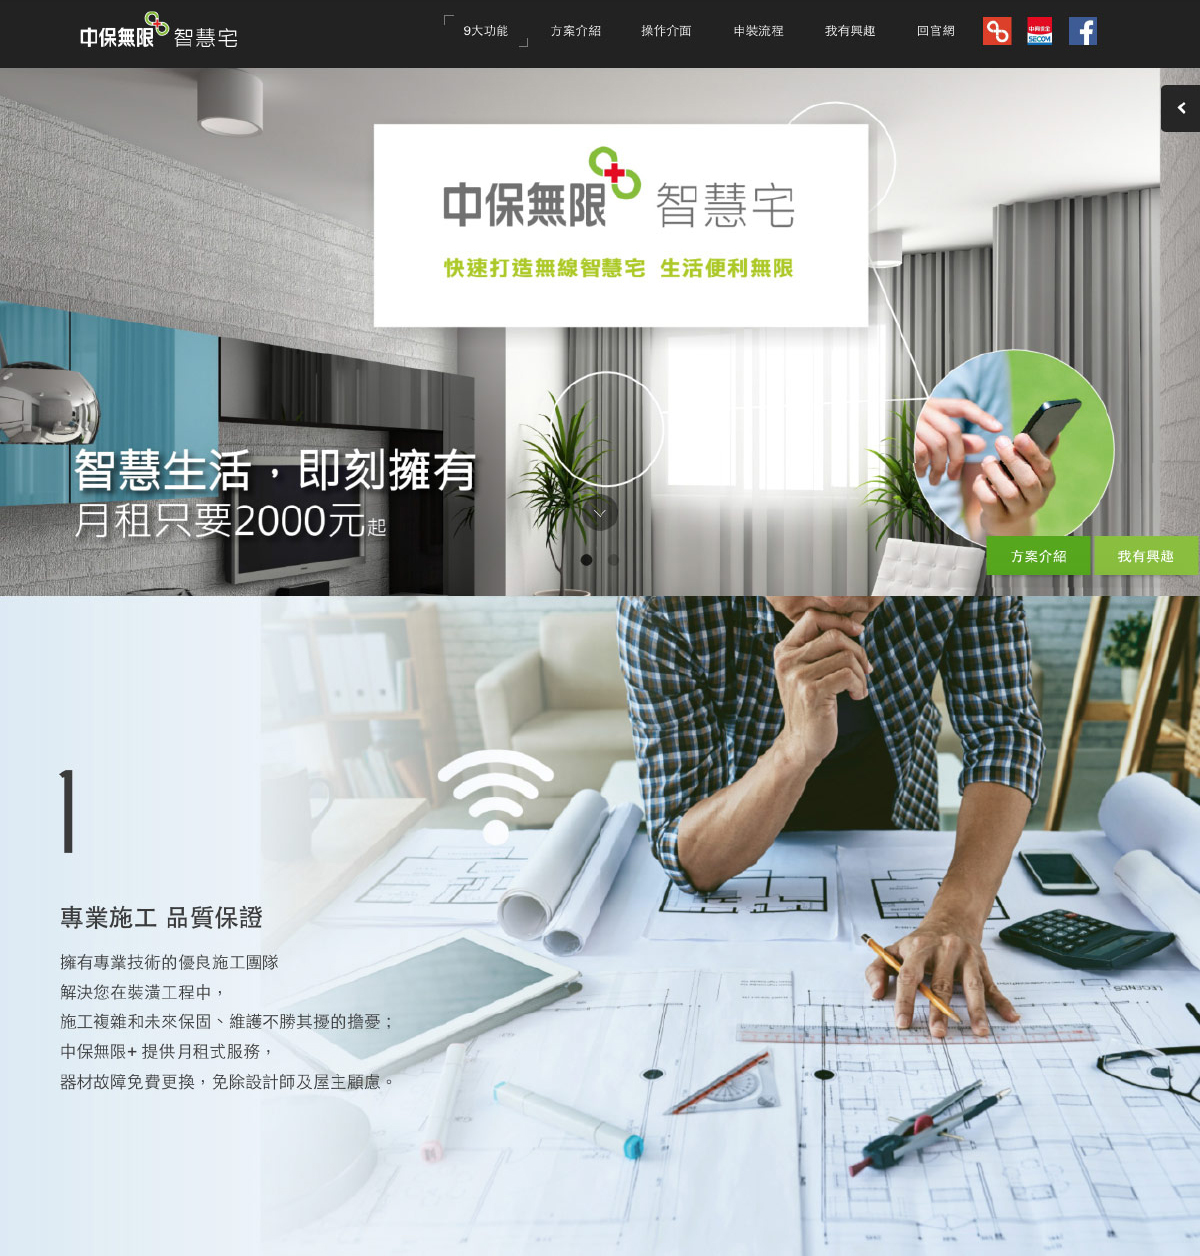 中保無限 智慧宅
9大功能
方案介紹
操作介面
申裝流程
我有興趣
回官網
中興保全
SECOM
f
中保無限 智慧宅
快速打造無線智慧宅 生活便利無限
智慧生活，即刻擁有
月租只要2000元起
方案介紹
我有興趣
1
專業施工 品質保證
擁有專業技術的優良施工團隊
解決您在裝潢工程中，
施工複雜和未來保固、維護不勝其擾的擔憂；
中保無限+ 提供月租式服務，
器材故障免費更換，免除設計師及屋主顧慮。
LEGENDS